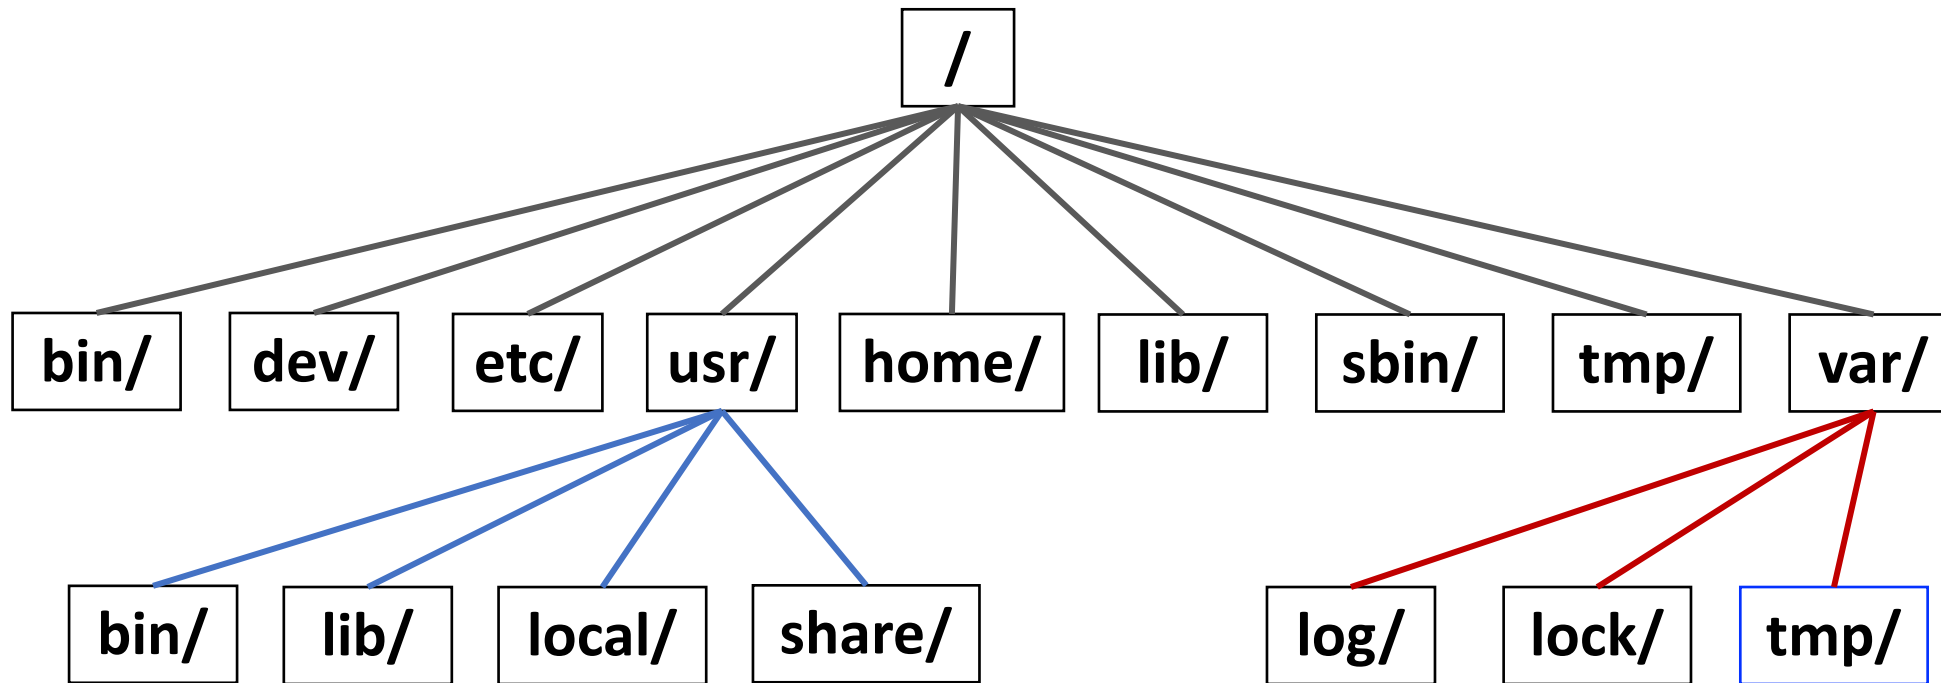 /
bin/ dev/ etc/ usr/ home/ lib/ sbin/ tmp/ var/
bin/ lib/ local/ share/ log/ lock/ tmp/